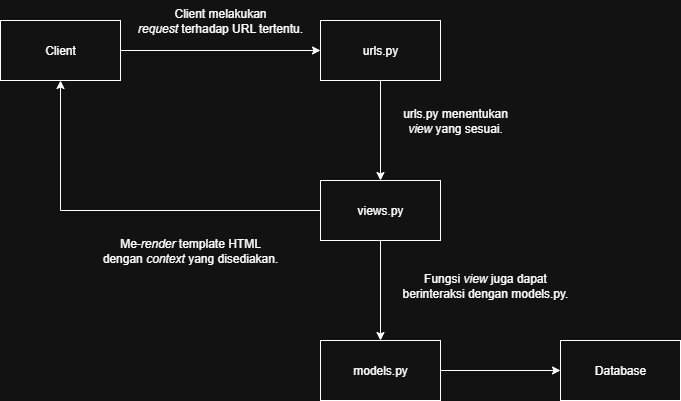 Client melakukan
request terhadap URL tertentu.
Client
urls.py
urls.py menentukan
view yang sesuai.
views.py
Me-render template HTML
dengan context yang disediakan.
Fungsi view juga dapat
berinteraksi dengan models.py.
models.py
Database